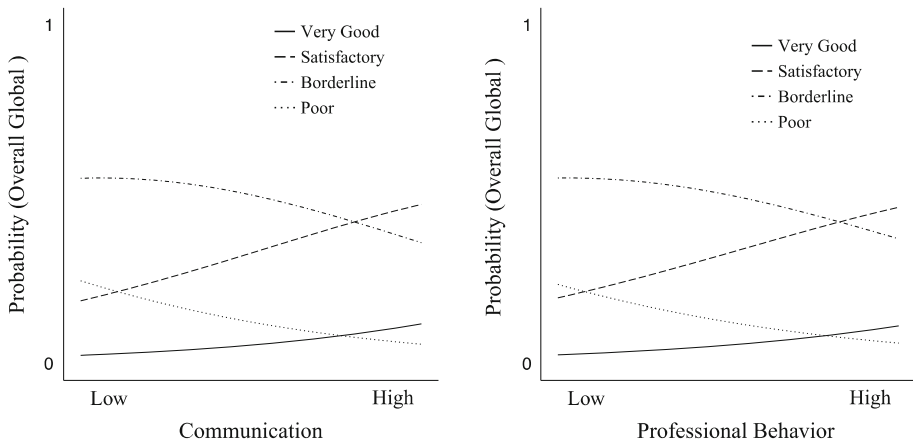 1
Probability (Overall Global )
0
Very Good
Satisfactory
Borderline
Poor
Low
High
Communication
1
Probability (Overall Global )
0
Very Good
Satisfactory
Borderline
Poor
Low
High
Professional Behavior